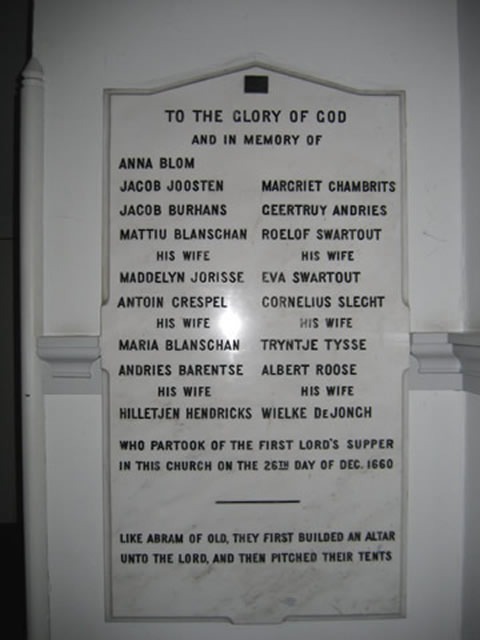 TO THE GLORY OF GOD
AND IN MEMORY OF
ANNA BLOM
JACOB JOOSTEN MARGRIET CHAMBRITS
JACOB BURHANS GEERTRUY ANDRIES
MATTIU BLANSCHAN ROELOF SWARTOUT
HIS WIFE HIS WIFE
MADDELYN JORISSE EVA SWARTOUT
ANTOIN CRESPEL CORNELIUS SLECHT
HIS WIFE HIS WIFE
MARIA BLANSCHAN TRYNTJE TYSSE
ANDRIES BARENTSE ALBERT ROOSE
HIS WIFE HIS WIFE
HILLETJEN HENDRICKS WIELKE DEJONGH
WHO PARTOOK OF THE FIRST LORD'S SUPPER
IN THIS CHURCH ON THE 26TH DAY OF DEC. 1660
LIKE ABRAM OF OLD, THEY FIRST BUILDED AN ALTAR
UNTO THE LORD, AND THEN PITCHED THEIR TENTS